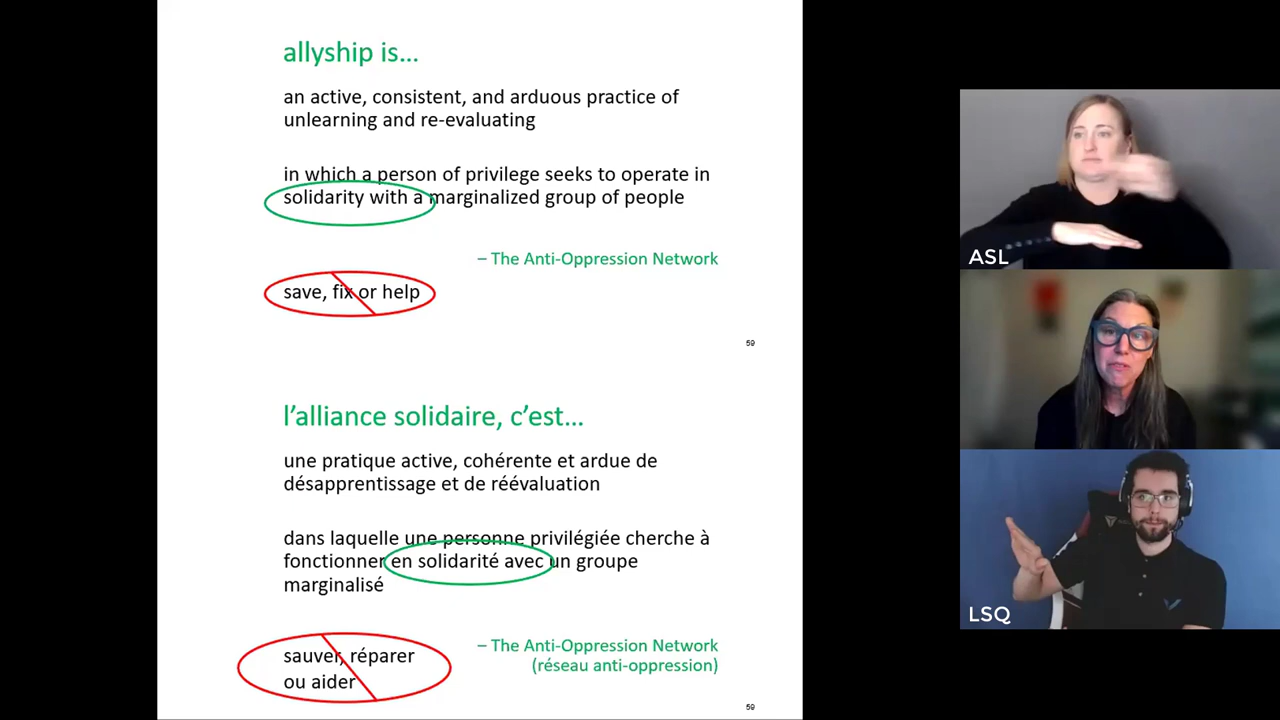 allyship is…
an active, consistent, and arduous practice of
unlearning and re-evaluating
in which a person of privilege seeks to operate in
solidarity with a marginalized group of people
– The Anti-Oppression Network
save, fix or help
59
l’alliance solidaire, c’est…
une pratique active, cohérente et ardue de
désapprentissage et de réévaluation
dans laquelle une personne privilégiée cherche à
fonctionner en solidarité avec un groupe
marginalisé
– The Anti-Oppression Network
(réseau anti-oppression)
sauver, réparer
ou aider
59
ASL
LSQ